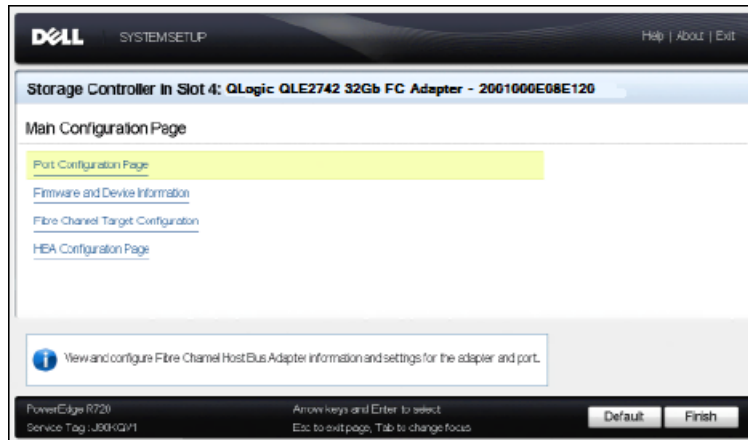 DELL SYSTEM SETUP Help | About | Exit
Storage Controller in Slot 4: QLogic QLE2742 32Gb FC Adapter - 2001000E08E120
Main Configuration Page
Port Configuration Page
Firmware and Device Information
Fibre Channel Target Configuration
HBA Configuration Page
View and configure Fibre Channel Host Bus Adapter information and settings for the adapter and port.
PowerEdge R720 Arrow keys and Enter to select
Service Tag : J90KQV1 Esc to exit page, Tab to change focus
Default Finish